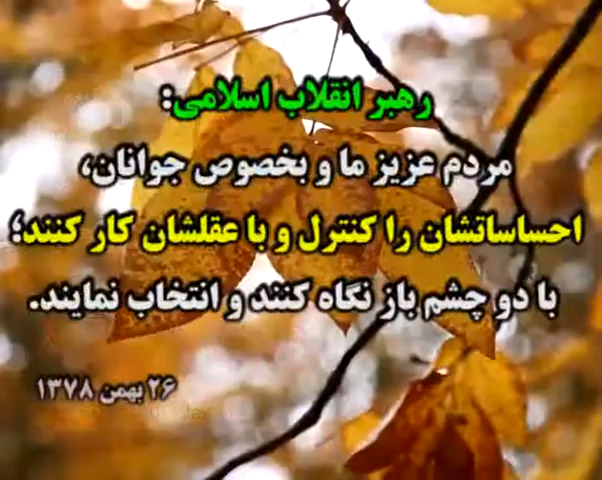 رهبر انقلاب اسلامی:
مردم عزیز ما و بخصوص جوانان،
احساساتشان را کنترل و با عقلشان کار کنند؛
با دو چشم باز نگاه کنند و انتخاب نمایند.
۲۶ بهمن ۱۳۷۸